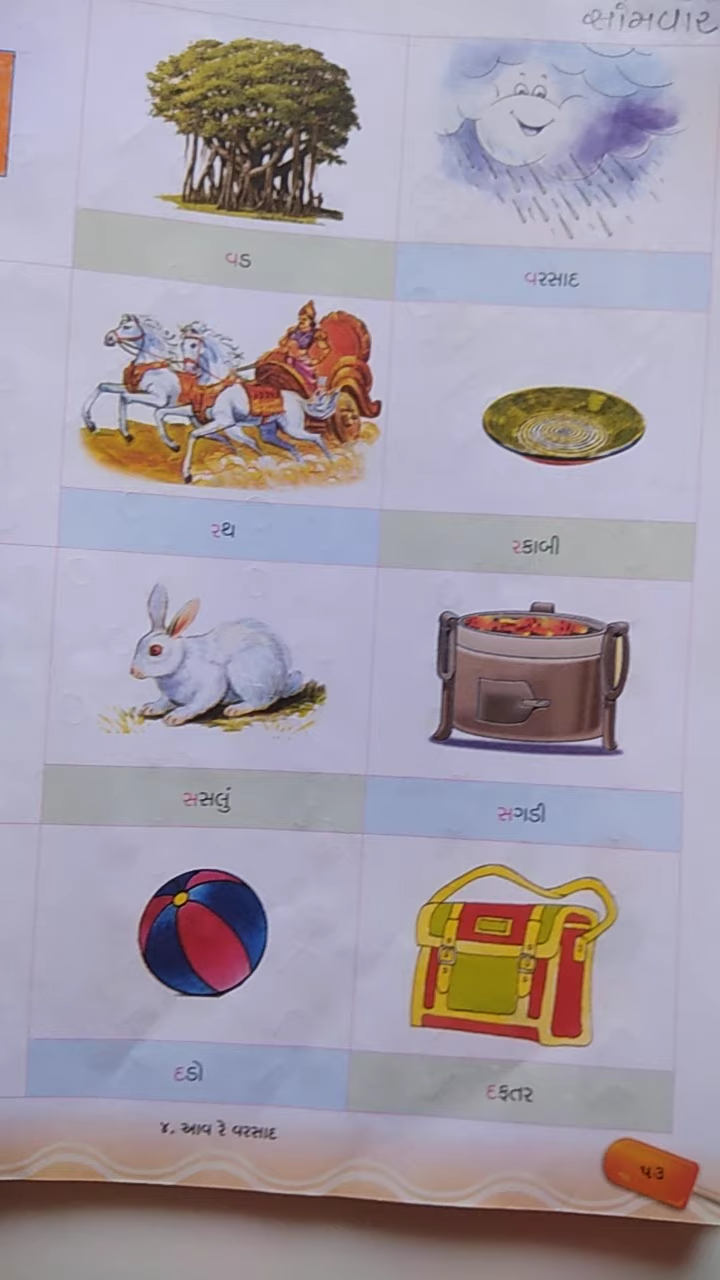 સોમવાર
વડ
વરસાદ
રથ
રકાબી
સસલું
સગડી
દડો
દફતર
૪. આવ રે વરસાદ
૫૩